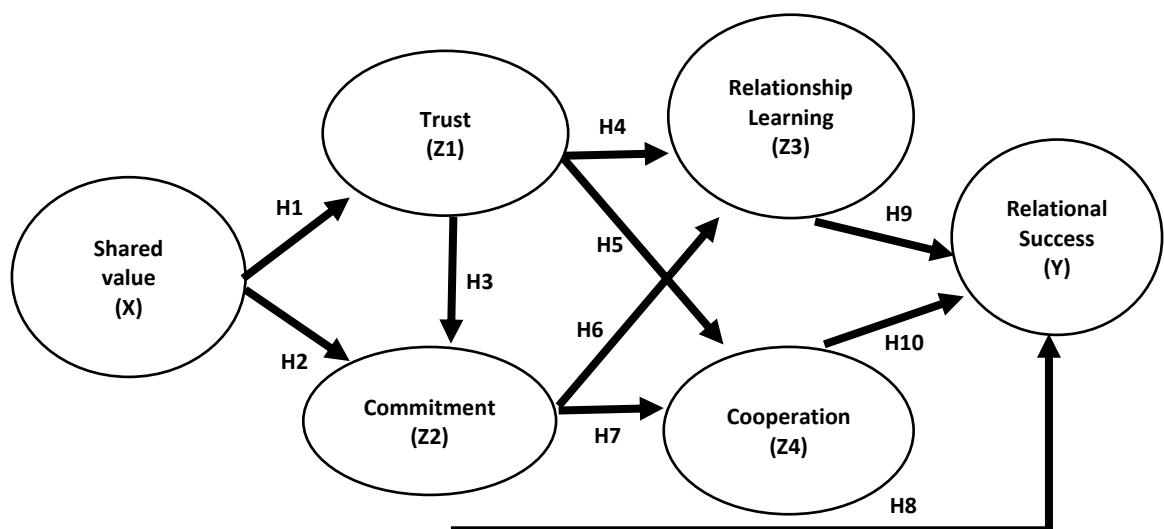 Shared
value
(X)
H1
H2
Trust
(Z1)
H3
Commitment
(Z2)
H4
H5
H6
H7
Relationship
Learning
(Z3)
Cooperation
(Z4)
H8
H9
H10
Relational
Success
(Y)